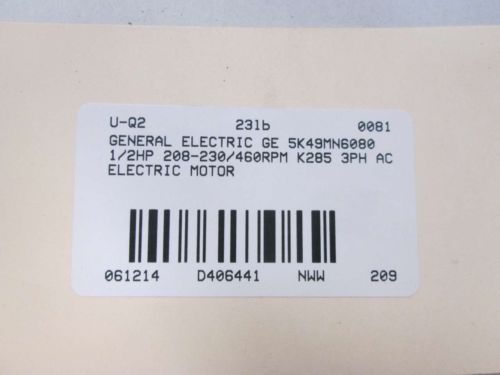 U-Q2 23lb 0081
GENERAL ELECTRIC GE 5K49MN6080
1/2HP 208-230/460RPM K285 3PH AC
ELECTRIC MOTOR
061214 D406441 NWW 209